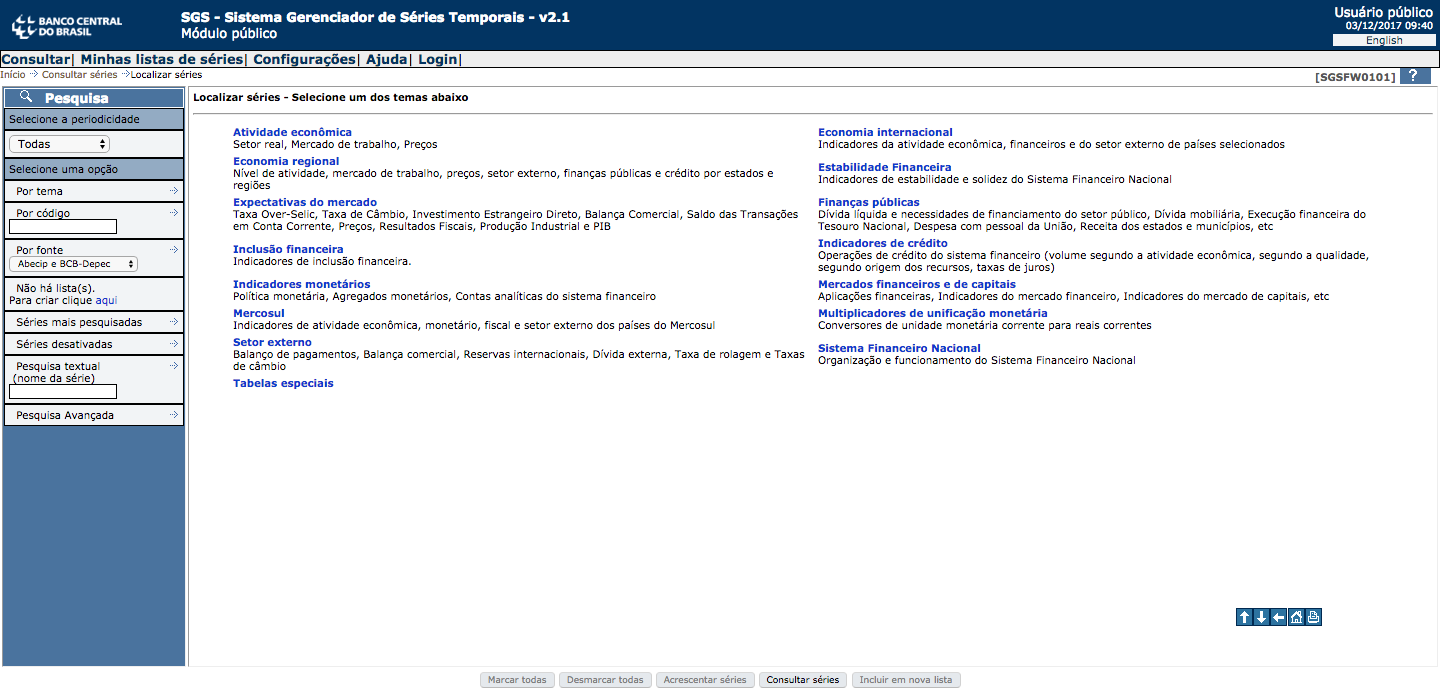 BANCO CENTRAL
DO BRASIL
SGS - Sistema Gerenciador de Séries Temporais - v2.1
Módulo público
Usuário público
03/12/2017 09:40
English
Consultar| Minhas listas de séries| Configurações| Ajuda| Login|
Início Consultar séries Localizar séries
[SGSFW0101] ?
Pesquisa
Selecione a periodicidade
Todas
Selecione uma opção
Por tema
Por código
Por fonte
Abecip e BCB-Depec
Não há lista(s).
Para criar clique aqui
Séries mais pesquisadas
Séries desativadas
Pesquisa textual
(nome da série)
Pesquisa Avançada
Localizar séries - Selecione um dos temas abaixo
Atividade econômica
Setor real, Mercado de trabalho, Preços
Economia regional
Nível de atividade, mercado de trabalho, preços, setor externo, finanças públicas e crédito por estados e
regiões
Expectativas do mercado
Taxa Over-Selic, Taxa de Câmbio, Investimento Estrangeiro Direto, Balança Comercial, Saldo das Transações
em Conta Corrente, Preços, Resultados Fiscais, Produção Industrial e PIB
Inclusão financeira
Indicadores de inclusão financeira.
Indicadores monetários
Política monetária, Agregados monetários, Contas analíticas do sistema financeiro
Mercosul
Indicadores de atividade econômica, monetário, fiscal e setor externo dos países do Mercosul
Setor externo
Balanço de pagamentos, Balança comercial, Reservas internacionais, Dívida externa, Taxa de rolagem e Taxas
de câmbio
Tabelas especiais
Economia internacional
Indicadores da atividade econômica, financeiros e do setor externo de países selecionados
Estabilidade Financeira
Indicadores de estabilidade e solidez do Sistema Financeiro Nacional
Finanças públicas
Dívida líquida e necessidades de financiamento do setor público, Dívida mobiliária, Execução financeira do
Tesouro Nacional, Despesa com pessoal da União, Receita dos estados e municípios, etc
Indicadores de crédito
Operações de crédito do sistema financeiro (volume segundo a atividade econômica, segundo a qualidade,
segundo origem dos recursos, taxas de juros)
Mercados financeiros e de capitais
Aplicações financeiras, Indicadores do mercado financeiro, Indicadores do mercado de capitais, etc
Multiplicadores de unificação monetária
Conversores de unidade monetária corrente para reais correntes
Sistema Financeiro Nacional
Organização e funcionamento do Sistema Financeiro Nacional
Marcar todas Desmarcar todas Acrescentar séries Consultar séries Incluir em nova lista